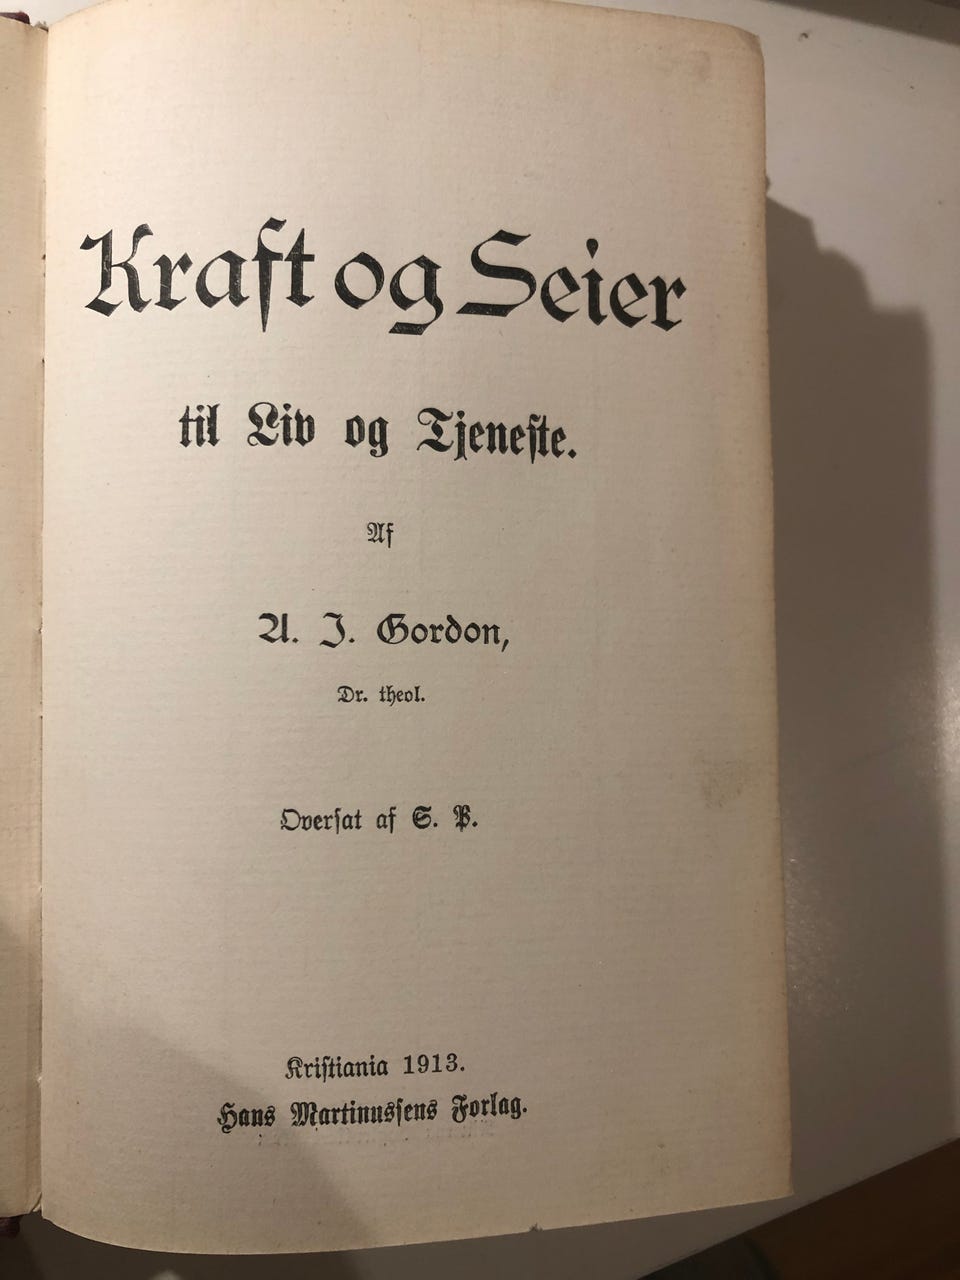 Kraft og Seier
til Liv og Tjeneste.
Af
A. J. Gordon,
Dr. theol.
Oversat af S. P.
Kristiania 1913.
Hans Martinussens Forlag.